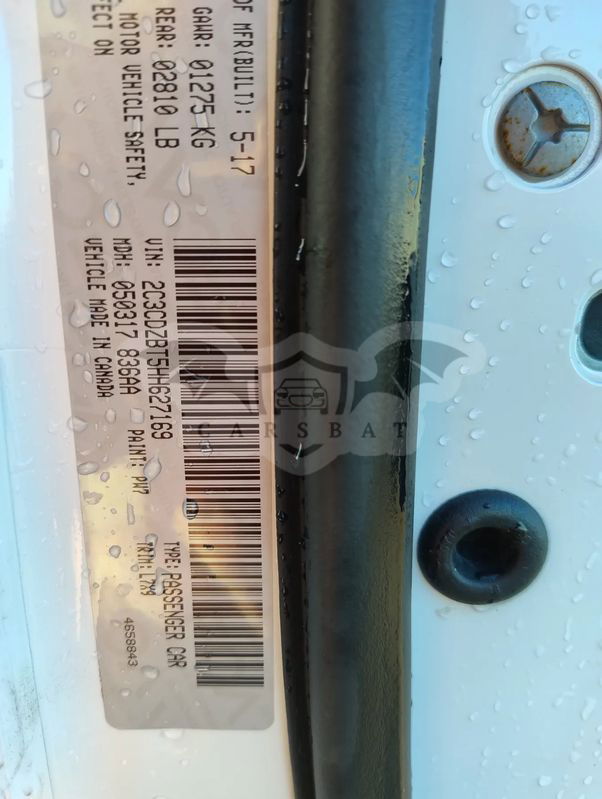 OF MFR(BUILT): 5-17
GAWR: 01275 KG
REAR: 02810 LB
MOTOR VEHICLE SAFETY,
FECT ON
VIN: 2C3CD7BT5HH627169
TYPE:PASSENGER CAR
MDH: 050317 836AA
PAINT: PW7
TRIM: L7X9
VEHICLE MADE IN CANADA
4658843
CARSBAT